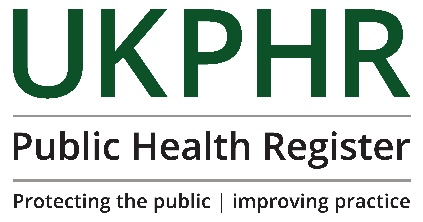 UKPHR
Public Health Register
Protecting the public | improving practice